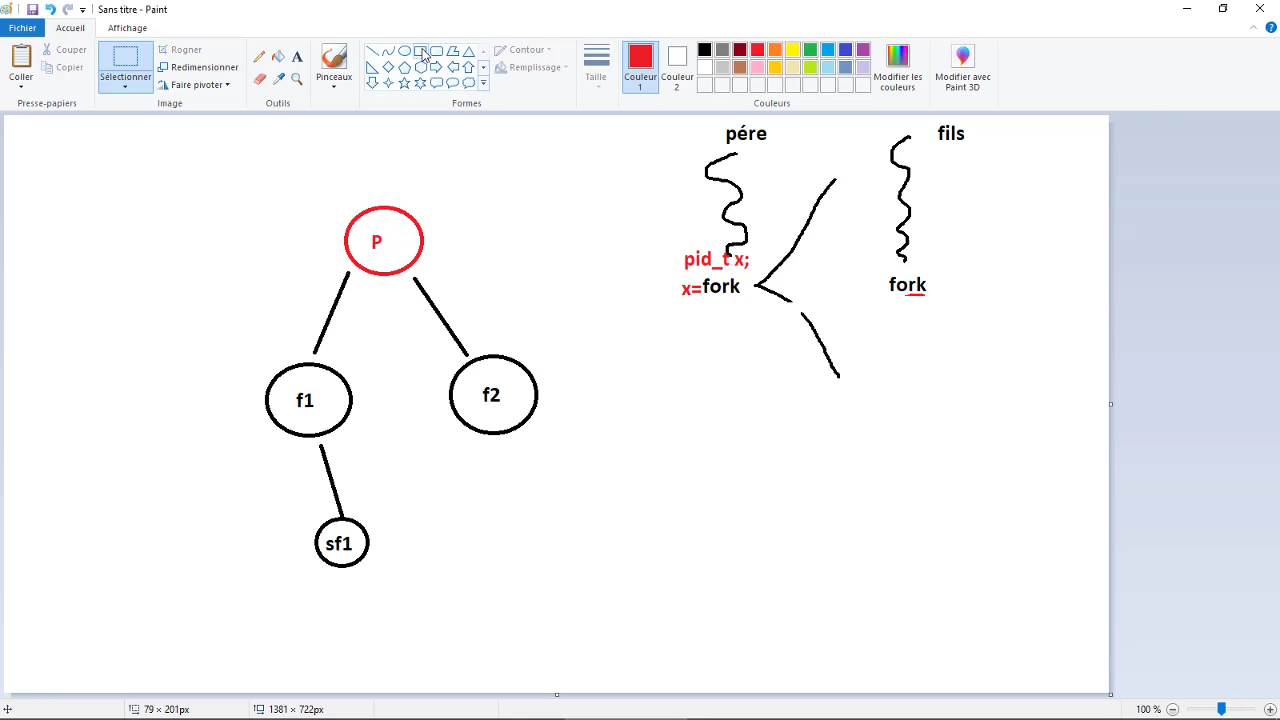 Sans titre - Paint
Fichier
Accueil
Affichage
Coller
Couper
Copier
Presse-papiers
Sélectionner
Rogner
Redimensionner
Faire pivoter
Image
A
Outils
Pinceaux
Formes
Contour
Remplissage
Taille
Couleur
1
Couleur
2
Modifier les
couleurs
Modifier avec
Paint 3D
Couleurs
pére
fils
P
pid_t x;
x=fork
fork
f1
f2
sf1
79 × 201px
1381 × 722px
100 %